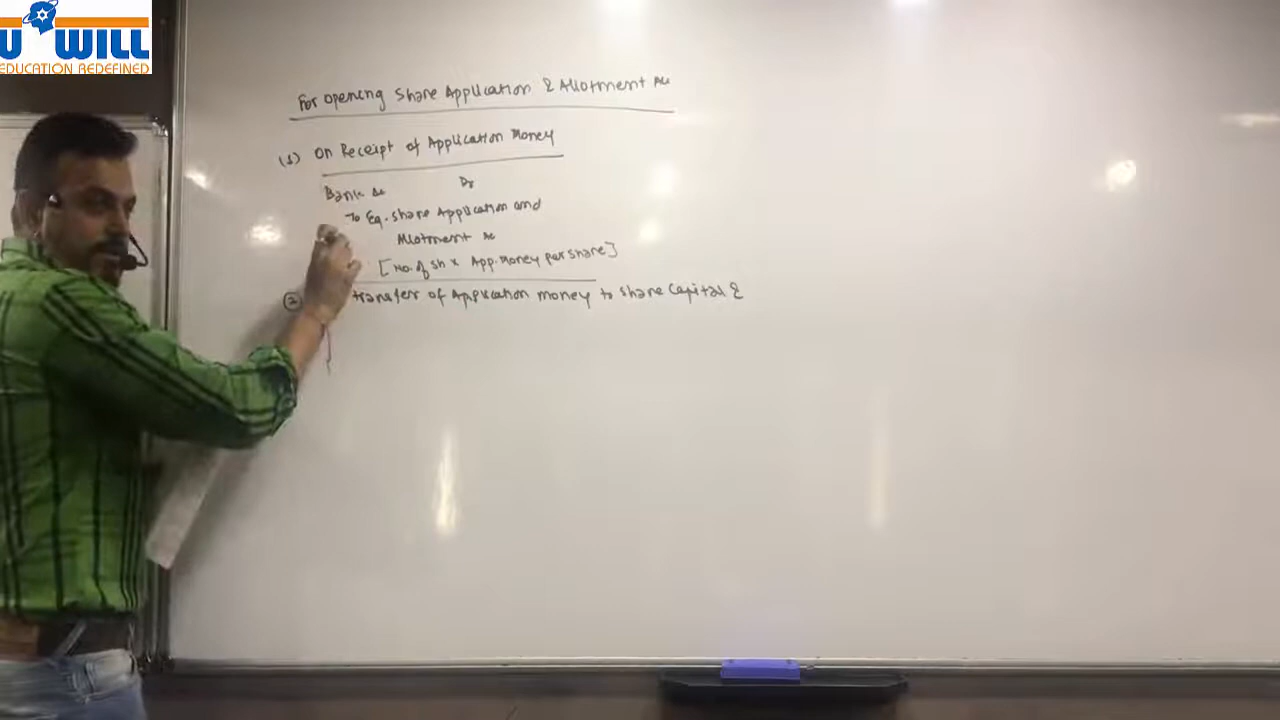 U WILL
EDUCATION REDEFINED
For opening Share Application & Allotment A/c
(1) On Receipt of Application Money
Bank A/c Dr
To Eq. share Application and
Allotment A/c
[No. of sh x App. Money per share]
(2) transfer of Application money to share Capital &